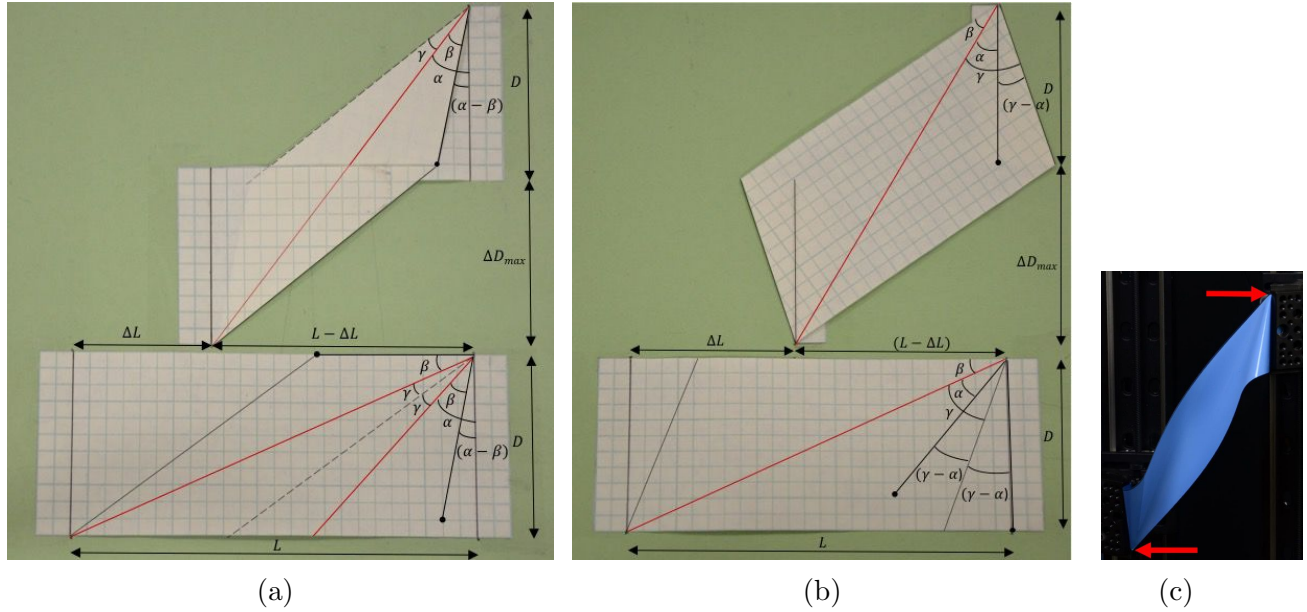 γ β
α
(α − β)
D
ΔD_max
ΔL
L − ΔL
β
γ
γ β
α
(α − β)
D
L
(a)
β
α
γ
(γ − α)
D
ΔD_max
ΔL
(L − ΔL)
β
α
γ
(γ − α)
(γ − α)
D
L
(b)
(c)